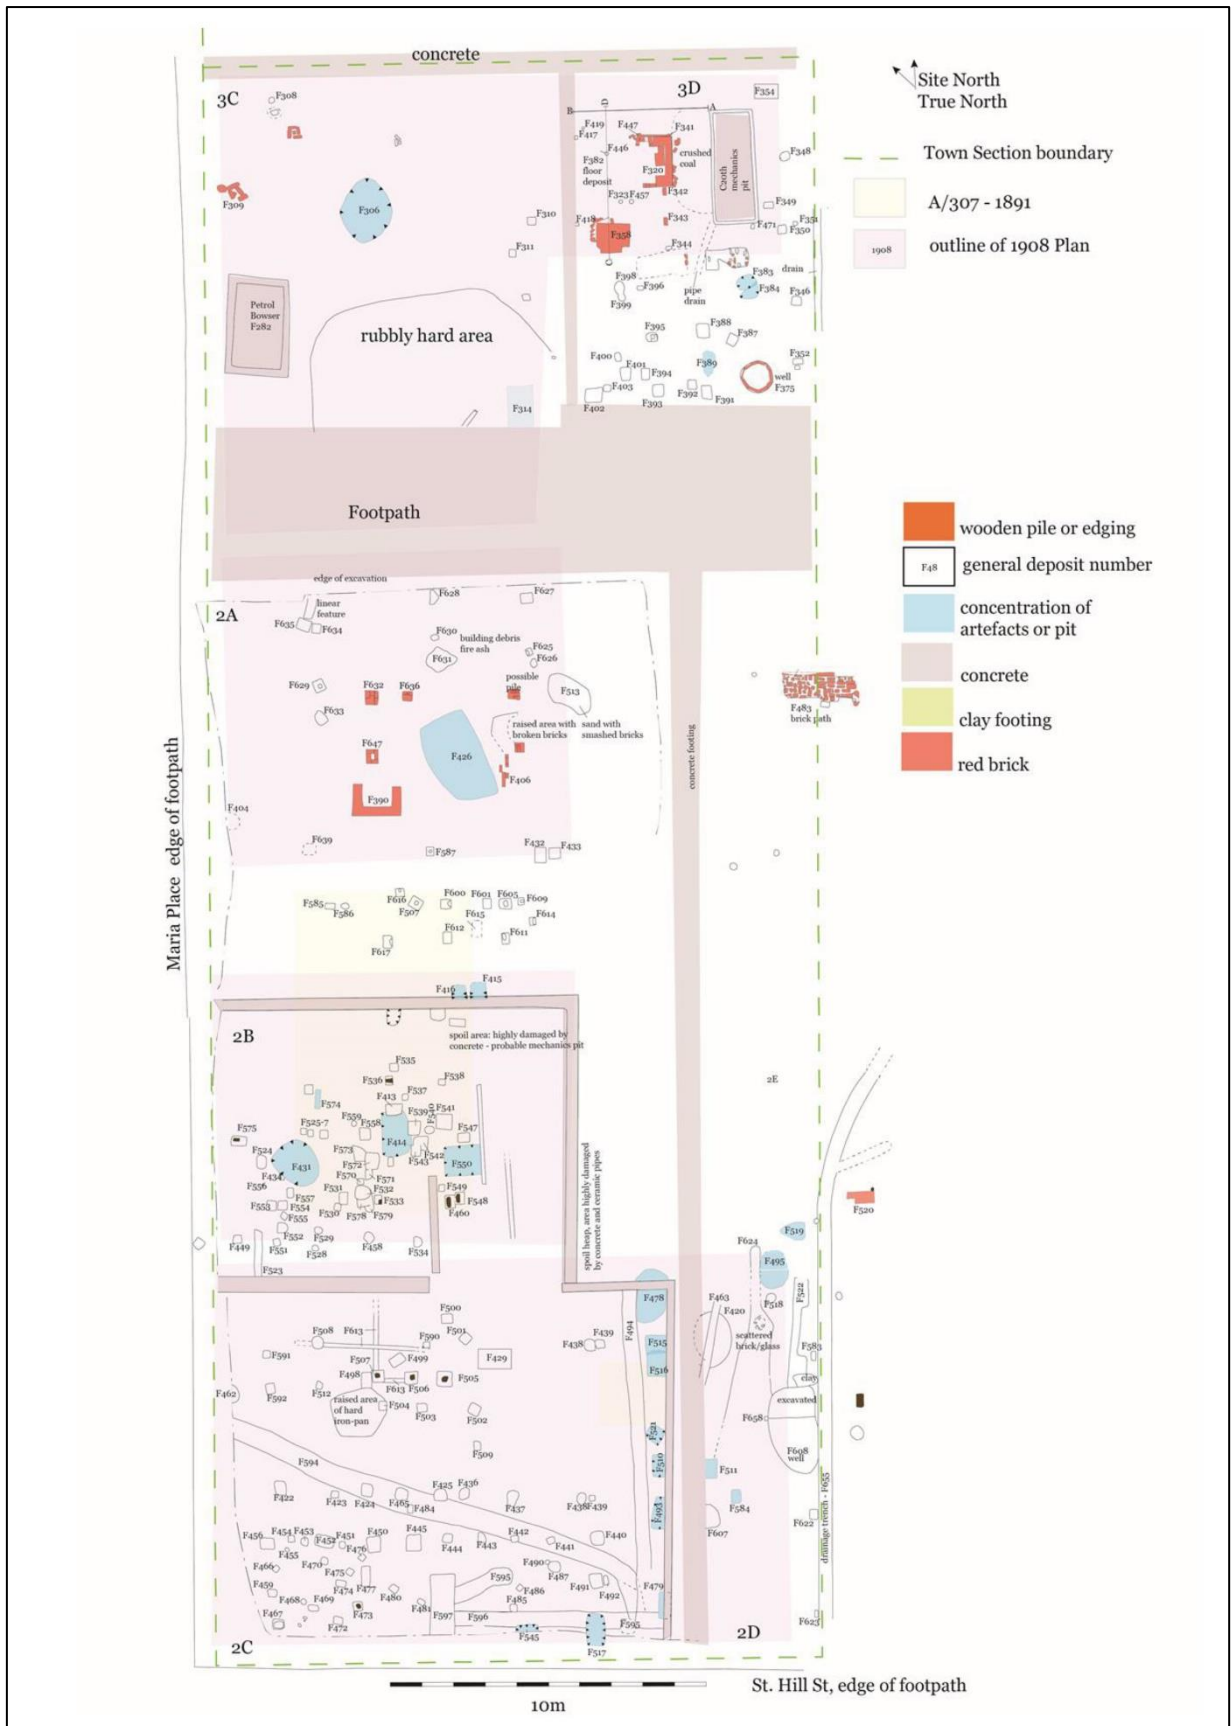 concrete
3C
F308
F309
F306
F310
F311
Petrol
Bowser
F282
rubbly hard area
F314
3D
F354
B
D
A
F419
F417
F447
F341
F446
F382
floor
deposit
F320
crushed
coal
C20th
mechanics
pit
F348
F323
F457
F342
F349
F418
F358
F343
F471
F351
F350
F344
C
F398
F396
F399
pipe
drain
F383
F384
drain
F346
F395
F388
F387
F400
F401
F394
F389
F352
well
F375
F403
F402
F393
F392
F391
Site North
True North
Town Section boundary
A/307 - 1891
1908
outline of 1908 Plan
Footpath
wooden pile or edging
F48
general deposit number
concentration of
artefacts or pit
concrete
clay footing
red brick
edge of excavation
2A
linear
feature
F635
F634
F628
F627
F630
building debris
fire ash
F631
F625
F626
F629
F632
F636
possible
pile
F513
F633
raised area with
broken bricks
sand with
smashed bricks
F647
F426
F406
F390
F404
F639
F587
F432
F433
F483
brick path
concrete footing
Maria Place edge of footpath
F585
F586
F616
F507
F600
F601
F605
F609
F615
F614
F612
F611
F617
F416
F415
2B
spoil area: highly damaged by
concrete - probable mechanics pit
F535
F536
F538
F537
F574
F413
F540
F541
F539
F559
F558
F575
F525-7
F547
F414
F524
F431
F573
F542
F543
F550
F434
F572
F571
F570
F556
F557
F531
F532
F549
F553
F554
F533
F548
F530
F578
F579
F460
F555
F552
F529
F449
F551
F528
F458
F534
F523
spoil heap, area highly damaged
by concrete and ceramic pipes
2E
F520
F519
F624
F495
F478
F494
F463
F420
F518
F522
scattered
brick/glass
F583
clay
excavated
F658
F608
well
F515
F516
F521
F510
F493
F511
F584
F607
F622
drainage trench - F655
F623
F500
F501
F508
F613
F590
F438
F439
F591
F507
F499
F429
F498
F505
F462
F592
F512
F613
F506
raised area
of hard
iron-pan
F504
F503
F502
F509
F594
F422
F423
F424
F465
F425
F436
F484
F437
F438
F439
F456
F454
F453
F452
F451
F450
F445
F444
F443
F442
F441
F440
F455
F476
F466
F470
F475
F490
F487
F459
F474
F477
F480
F595
F486
F491
F492
F479
F468
F469
F467
F473
F472
F481
F597
F596
F485
F595
F545
F517
2C
2D
St. Hill St, edge of footpath
10m